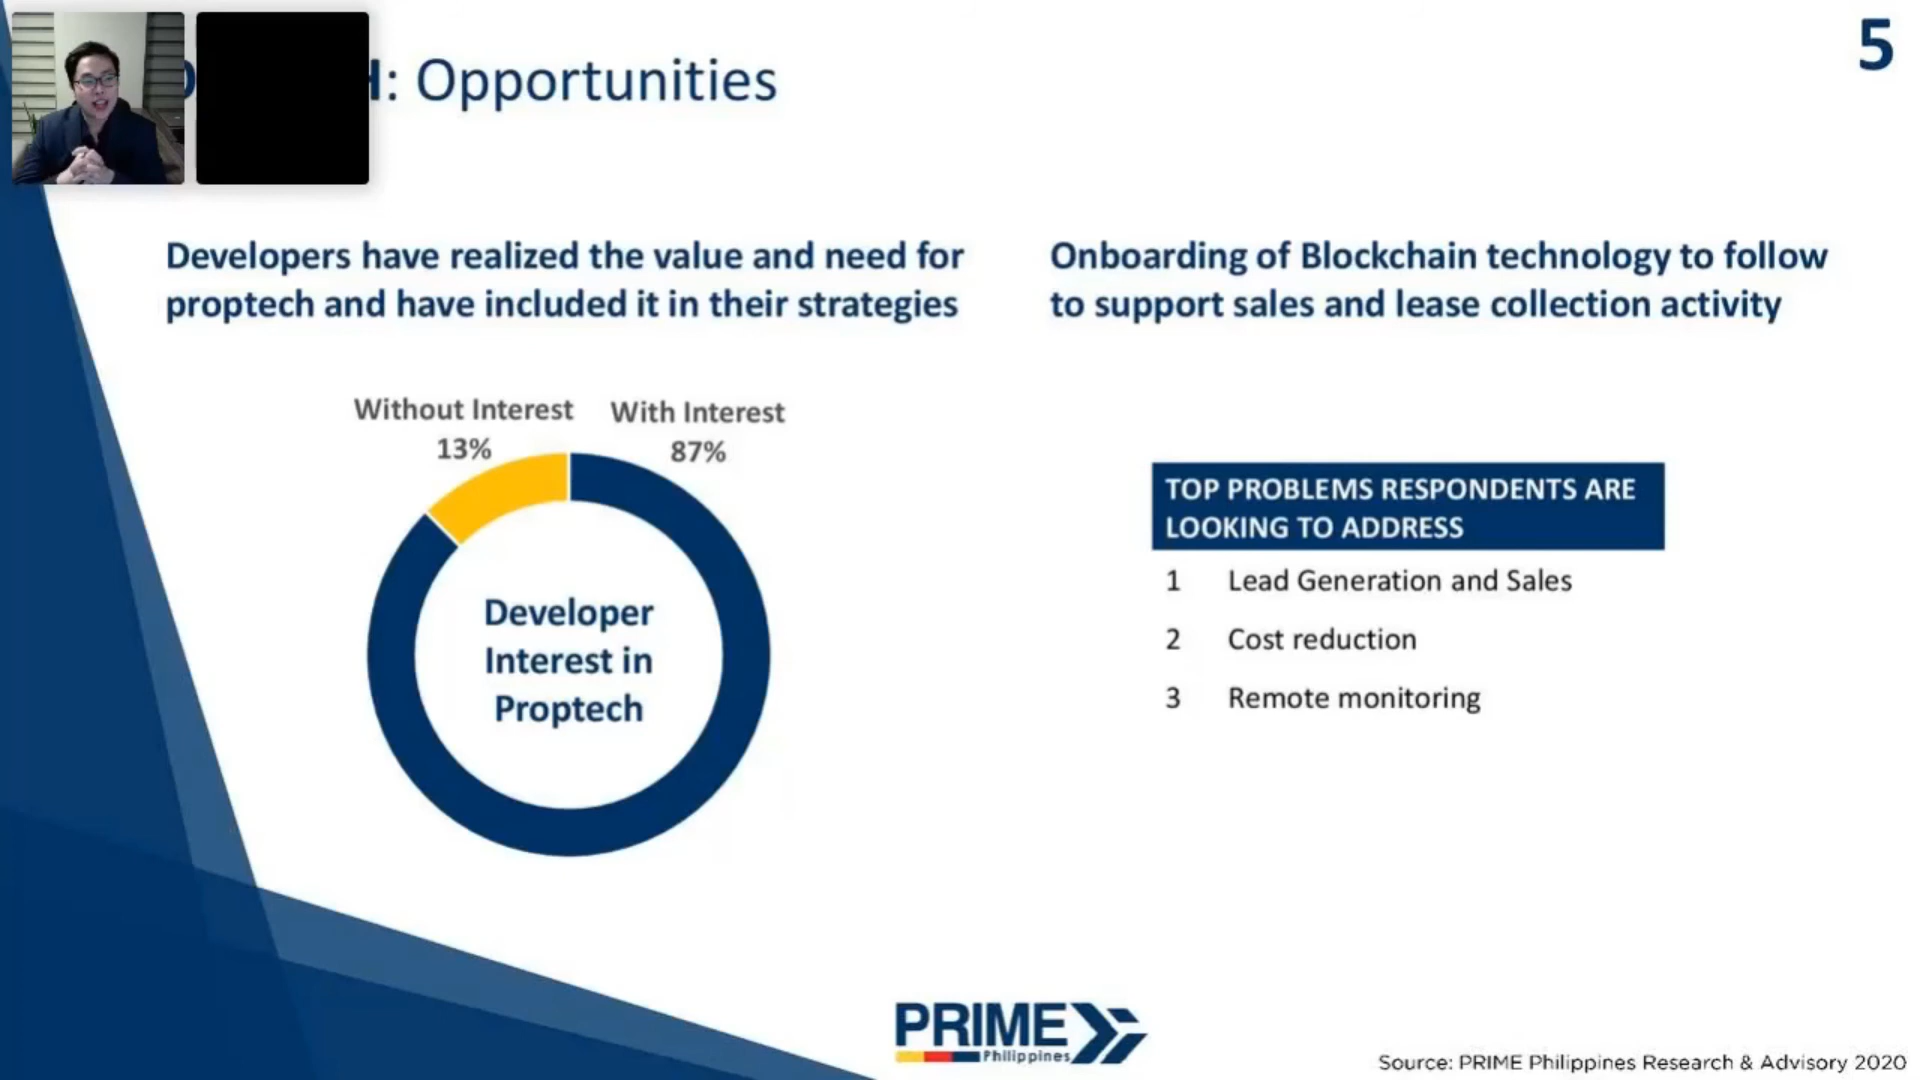 5
: Opportunities
Developers have realized the value and need for
proptech and have included it in their strategies
Onboarding of Blockchain technology to follow
to support sales and lease collection activity
Without Interest
13%
With Interest
87%
Developer
Interest in
Proptech
TOP PROBLEMS RESPONDENTS ARE
LOOKING TO ADDRESS
1 Lead Generation and Sales
2 Cost reduction
3 Remote monitoring
PRIME
Philippines
Source: PRIME Philippines Research & Advisory 2020